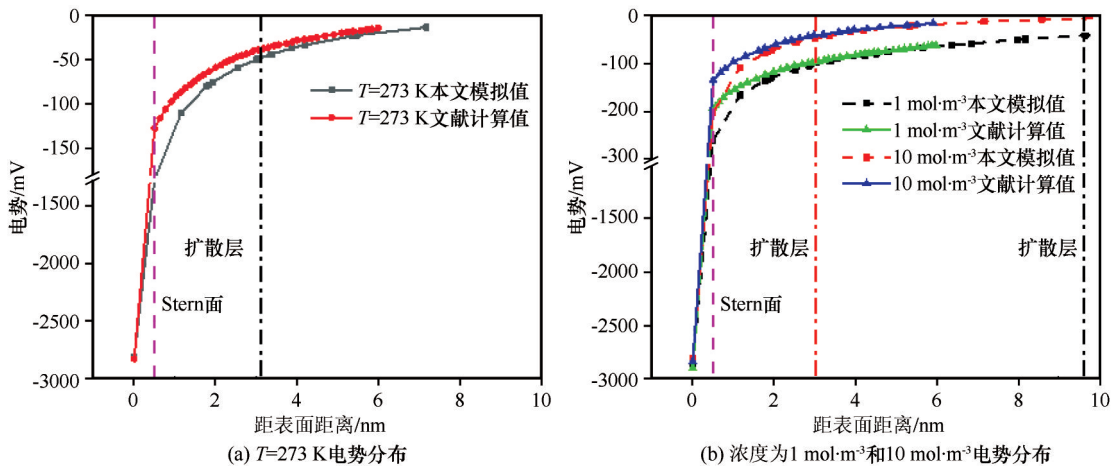 0
-50
-100
-150
-1500
-2000
-2500
-3000
电势/mV
T=273 K本文模拟值
T=273 K文献计算值
扩散层
Stern面
0 2 4 6 8 10
距表面距离/nm
(a) T=273 K电势分布
0
-100
-200
-300
-1500
-2000
-2500
-3000
电势/mV
1 mol·m⁻³本文模拟值
1 mol·m⁻³文献计算值
10 mol·m⁻³本文模拟值
10 mol·m⁻³文献计算值
扩散层 扩散层
Stern面
0 2 4 6 8 10
距表面距离/nm
(b) 浓度为1 mol·m⁻³和10 mol·m⁻³电势分布